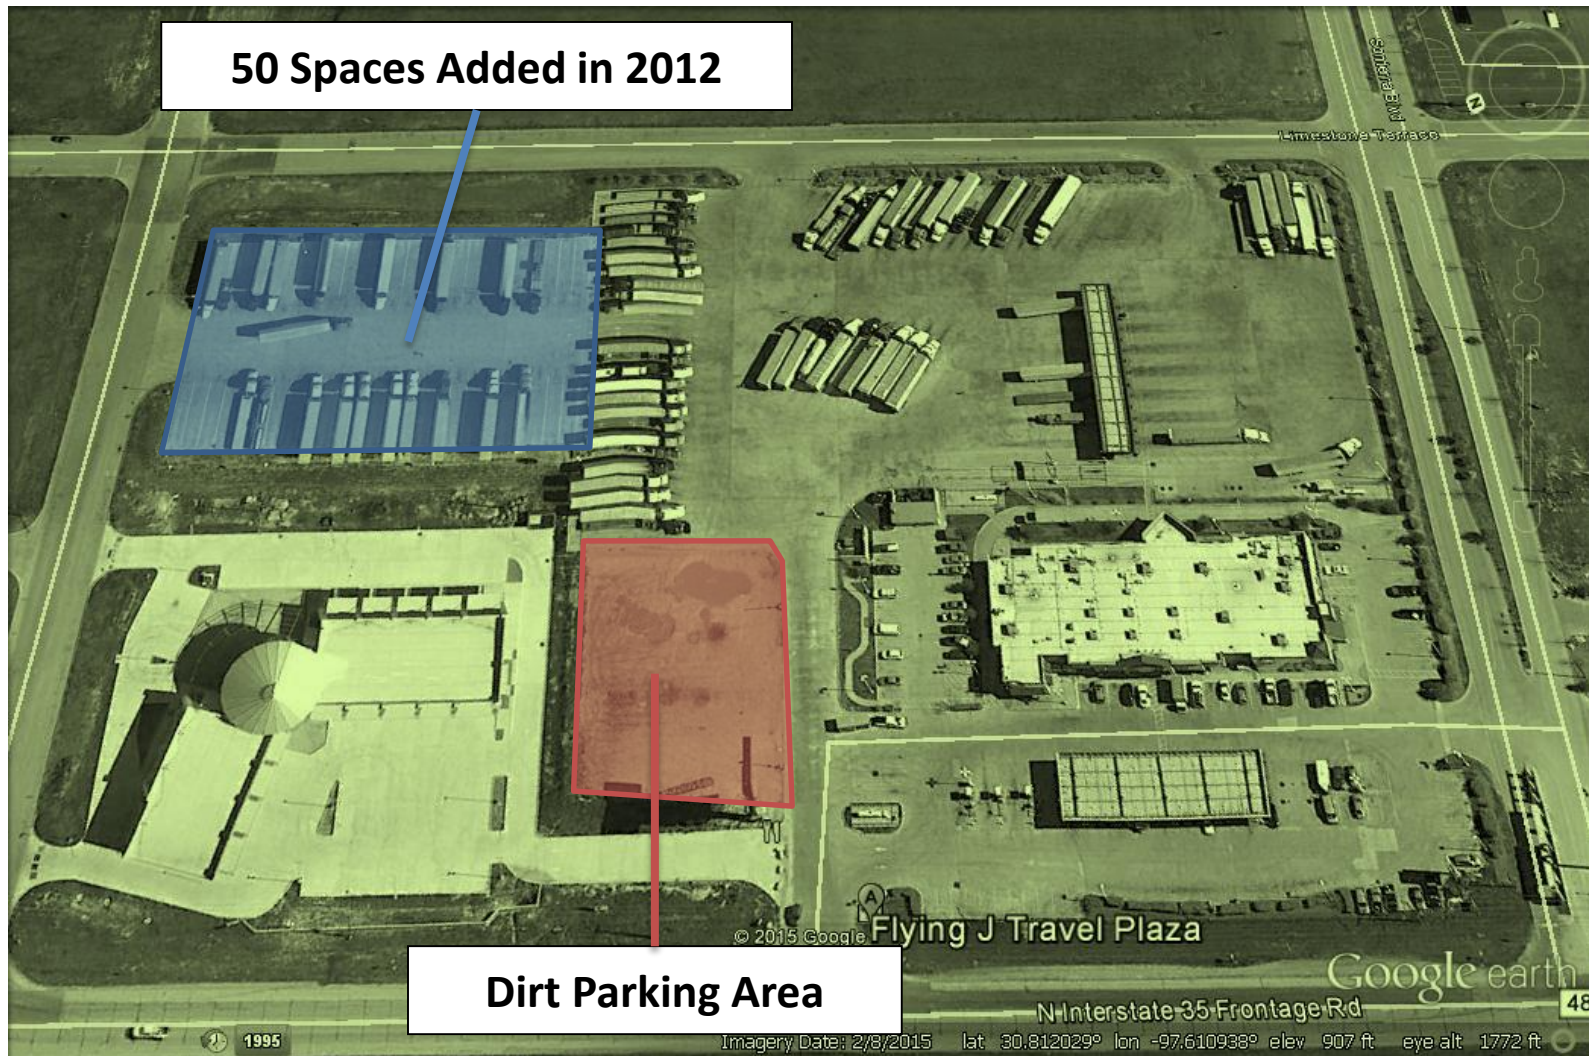 50 Spaces Added in 2012
Sonterra Blvd
N
Limestone Terrace
A
© 2015 Google
Flying J Travel Plaza
Dirt Parking Area
Google earth
N Interstate 35 Frontage Rd
48
1995
Imagery Date: 2/8/2015 lat 30.812029° lon -97.610938° elev 907 ft eye alt 1772 ft